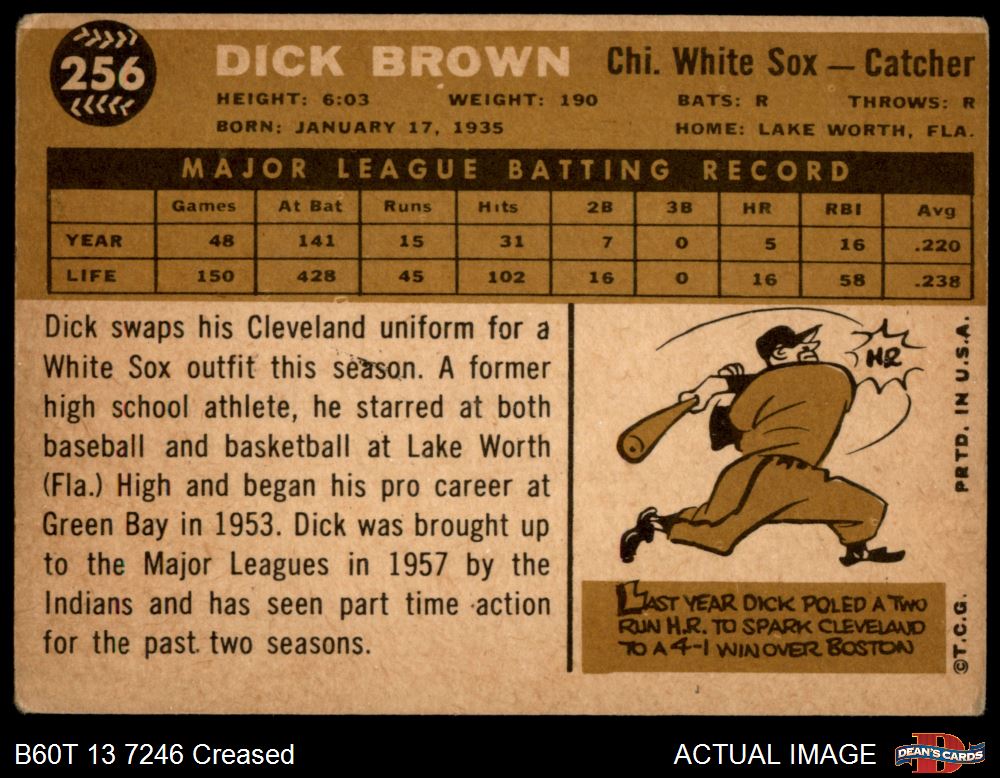 256
DICK BROWN
Chi. White Sox — Catcher
HEIGHT: 6:03 WEIGHT: 190 BATS: R THROWS: R
BORN: JANUARY 17, 1935 HOME: LAKE WORTH, FLA.
MAJOR LEAGUE BATTING RECORD
Games At Bat Runs Hits 2B 3B HR RBI Avg
YEAR 48 141 15 31 7 0 5 16 .220
LIFE 150 428 45 102 16 0 16 58 .238
Dick swaps his Cleveland uniform for a
White Sox outfit this season. A former
high school athlete, he starred at both
baseball and basketball at Lake Worth
(Fla.) High and began his pro career at
Green Bay in 1953. Dick was brought up
to the Major Leagues in 1957 by the
Indians and has seen part time action
for the past two seasons.
HR
LAST YEAR DICK POLED A TWO
RUN H.R. TO SPARK CLEVELAND
TO A 4-1 WIN OVER BOSTON
©T.C.G. PRTD. IN U.S.A.
B60T 13 7246 Creased
ACTUAL IMAGE
DEAN'S CARDS